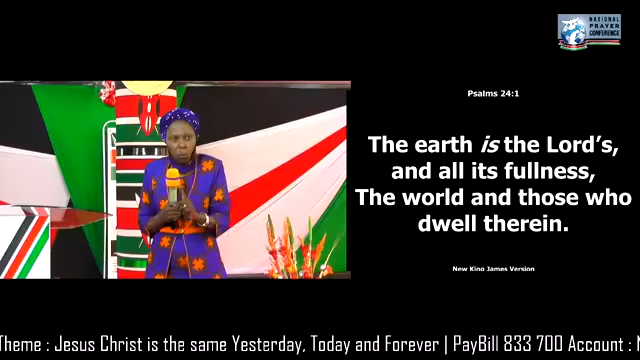 NATIONAL
PRAYER
CONFERENCE
Psalms 24:1
The earth is the Lord's,
and all its fullness,
The world and those who
dwell therein.
New King James Version
Theme : Jesus Christ is the same Yesterday, Today and Forever | PayBill 833 700 Account :